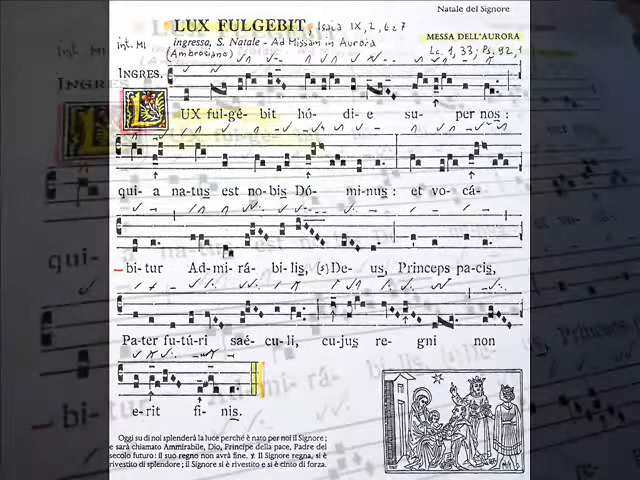 Natale del Signore
LUX FULGEBIT, Isaia IX, 2, 6 e 7
MESSA DELL'AURORA
int. MI
ingressa, S. Natale - Ad Missam in Aurora
Lc. 1, 33; Ps. 92, 1
(Ambrosiano)
INGRES.
LUX ful-gé- bit hó- di- e su- per nos :
qui- a na-tus est no-bis Dó- mi-nus : et vo-cá-
bi-tur Ad-mi-rá- bi-lis, (s)De- us, Princeps pa-cis,
Pa-ter fu-tú-ri saé- cu-li, cu-jus re- gni non
e-rit fi- nis.
Oggi su di noi splenderà la luce perché è nato per noi il Signore;
e sarà chiamato Ammirabile, Dio, Principe della pace, Padre del
secolo futuro: il suo regno non avrà fine. ℣ Il Signore regna, si è
rivestito di splendore; il Signore si è rivestito e si è cinto di forza.